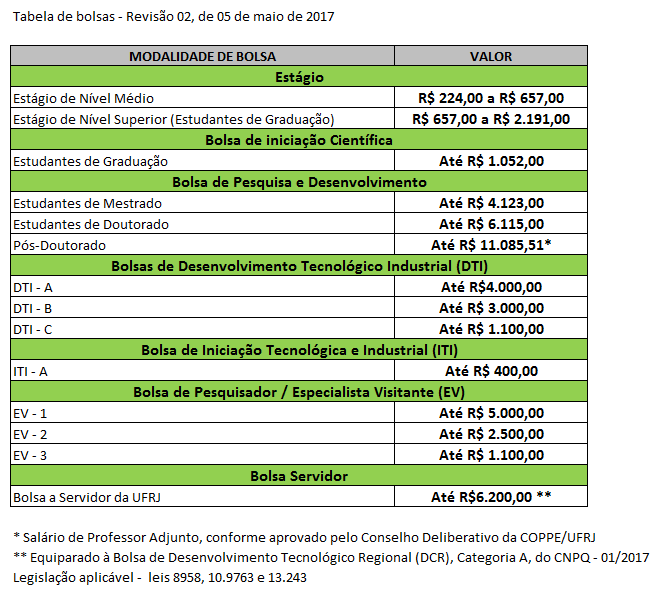 Tabela de bolsas - Revisão 02, de 05 de maio de 2017
MODALIDADE DE BOLSA VALOR
Estágio
Estágio de Nível Médio R$ 224,00 a R$ 657,00
Estágio de Nível Superior (Estudantes de Graduação) R$ 657,00 a R$ 2.191,00
Bolsa de iniciação Científica
Estudantes de Graduação Até R$ 1.052,00
Bolsa de Pesquisa e Desenvolvimento
Estudantes de Mestrado Até R$ 4.123,00
Estudantes de Doutorado Até R$ 6.115,00
Pós-Doutorado Até R$ 11.085,51*
Bolsas de Desenvolvimento Tecnológico Industrial (DTI)
DTI - A Até R$4.000,00
DTI - B Até R$ 3.000,00
DTI - C Até R$ 1.100,00
Bolsa de Iniciação Tecnológica e Industrial (ITI)
ITI - A Até R$ 400,00
Bolsa de Pesquisador / Especialista Visitante (EV)
EV - 1 Até R$ 5.000,00
EV - 2 Até R$ 2.500,00
EV - 3 Até R$ 1.100,00
Bolsa Servidor
Bolsa a Servidor da UFRJ Até R$6.200,00 **
* Salário de Professor Adjunto, conforme aprovado pelo Conselho Deliberativo da COPPE/UFRJ
** Equiparado à Bolsa de Desenvolvimento Tecnológico Regional (DCR), Categoria A, do CNPQ - 01/2017
Legislação aplicável - leis 8958, 10.9763 e 13.243